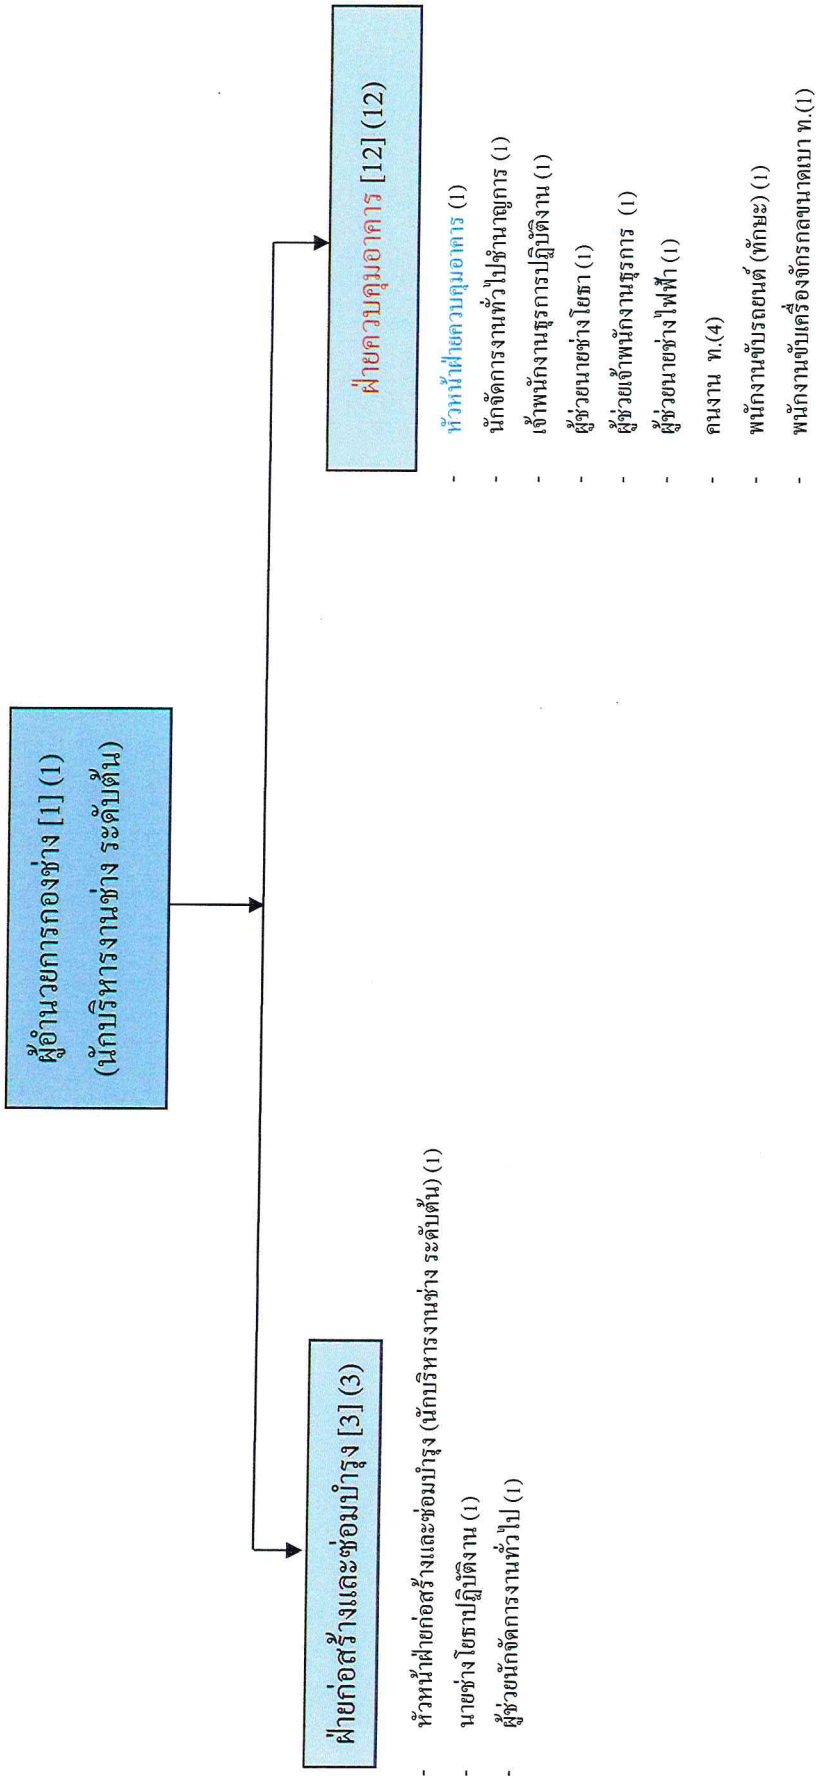 ผู้อำนวยการกองช่าง [1] (1)
(นักบริหารงานช่าง ระดับต้น)
ฝ่ายก่อสร้างและซ่อมบำรุง [3] (3)
- หัวหน้าฝ่ายก่อสร้างและซ่อมบำรุง (นักบริหารงานช่าง ระดับต้น) (1)
- นายช่างโยธาปฏิบัติงาน (1)
- ผู้ช่วยนักจัดการงานทั่วไป (1)
ฝ่ายควบคุมอาคาร [12] (12)
- หัวหน้าฝ่ายควบคุมอาคาร (1)
- นักจัดการงานทั่วไปชำนาญการ (1)
- เจ้าพนักงานธุรการปฏิบัติงาน (1)
- ผู้ช่วยนายช่างโยธา (1)
- ผู้ช่วยเจ้าพนักงานธุรการ (1)
- ผู้ช่วยนายช่างไฟฟ้า (1)
- คนงาน ท.(4)
- พนักงานขับรถยนต์ (ทักษะ) (1)
- พนักงานขับเครื่องจักรกลขนาดเบา ท.(1)